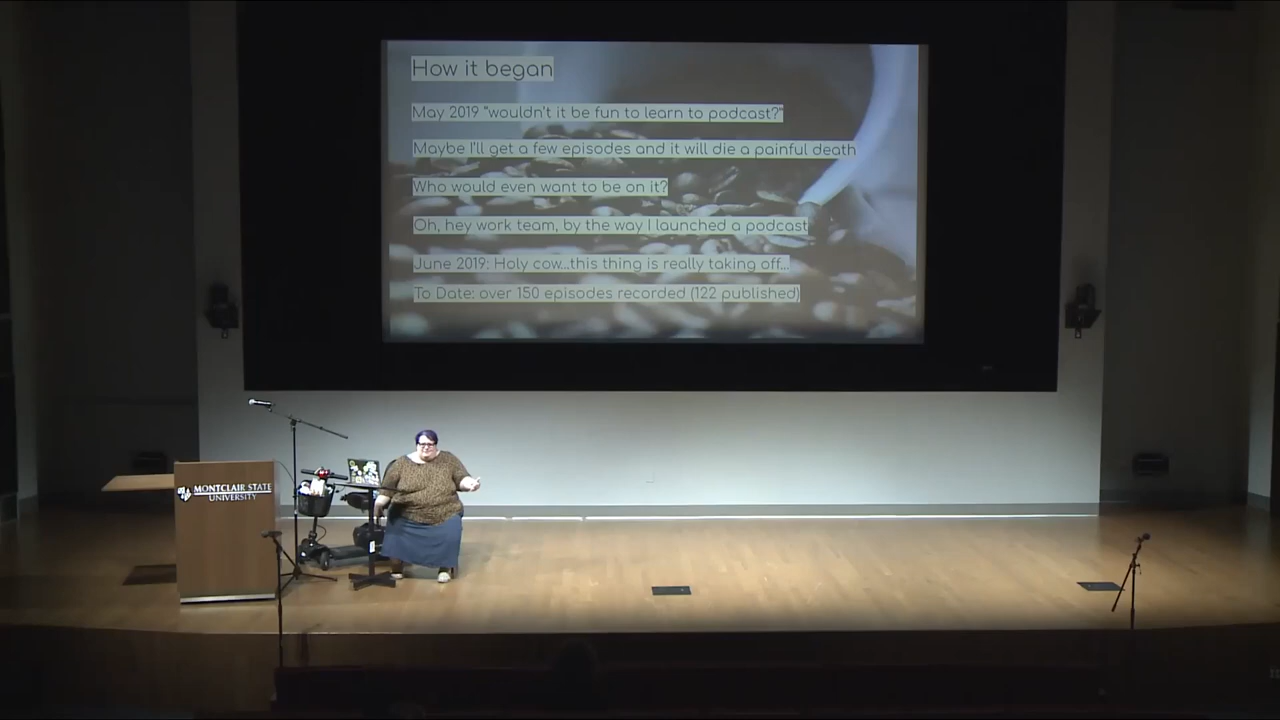 How it began
May 2019 "wouldn't it be fun to learn to podcast?"
Maybe I'll get a few episodes and it will die a painful death
Who would even want to be on it?
Oh, hey work team, by the way I launched a podcast
June 2019: Holy cow...this thing is really taking off...
To Date: over 150 episodes recorded (122 published)
MONTCLAIR STATE
UNIVERSITY